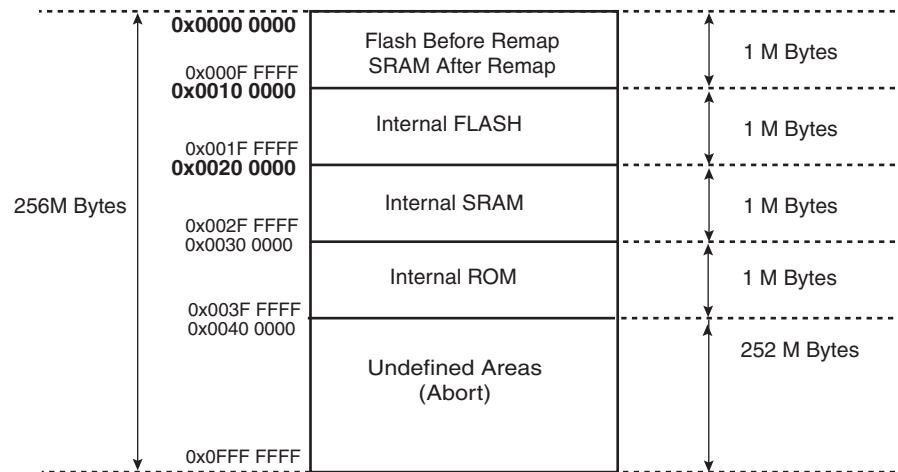 0x0000 0000
Flash Before Remap
SRAM After Remap
1 M Bytes
0x000F FFFF
0x0010 0000
Internal FLASH
1 M Bytes
0x001F FFFF
0x0020 0000
256M Bytes
Internal SRAM
1 M Bytes
0x002F FFFF
0x0030 0000
Internal ROM
1 M Bytes
0x003F FFFF
0x0040 0000
252 M Bytes
Undefined Areas
(Abort)
0x0FFF FFFF